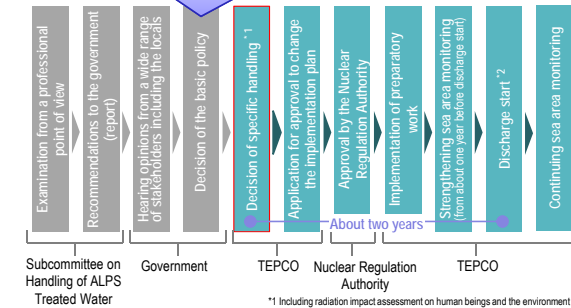 Examination from a professional
point of view
Recommendations to the government
(report)
Hearing opinions from a wide range
of stakeholders including the locals
Decision of the basic policy
Decision of specific handling *1
Application for approval to change
the Implementation plan
Approval by the Nuclear
Regulation Authority
Implementation of preparatory
work
Strengthening sea area monitoring
(from about one year before discharge start)
Discharge start *2
Continuing sea area monitoring
About two years
Subcommittee on
Handling of ALPS
Treated Water
Government
TEPCO
Nuclear Regulation
Authority
TEPCO
*1 Including radiation impact assessment on human beings and the environment